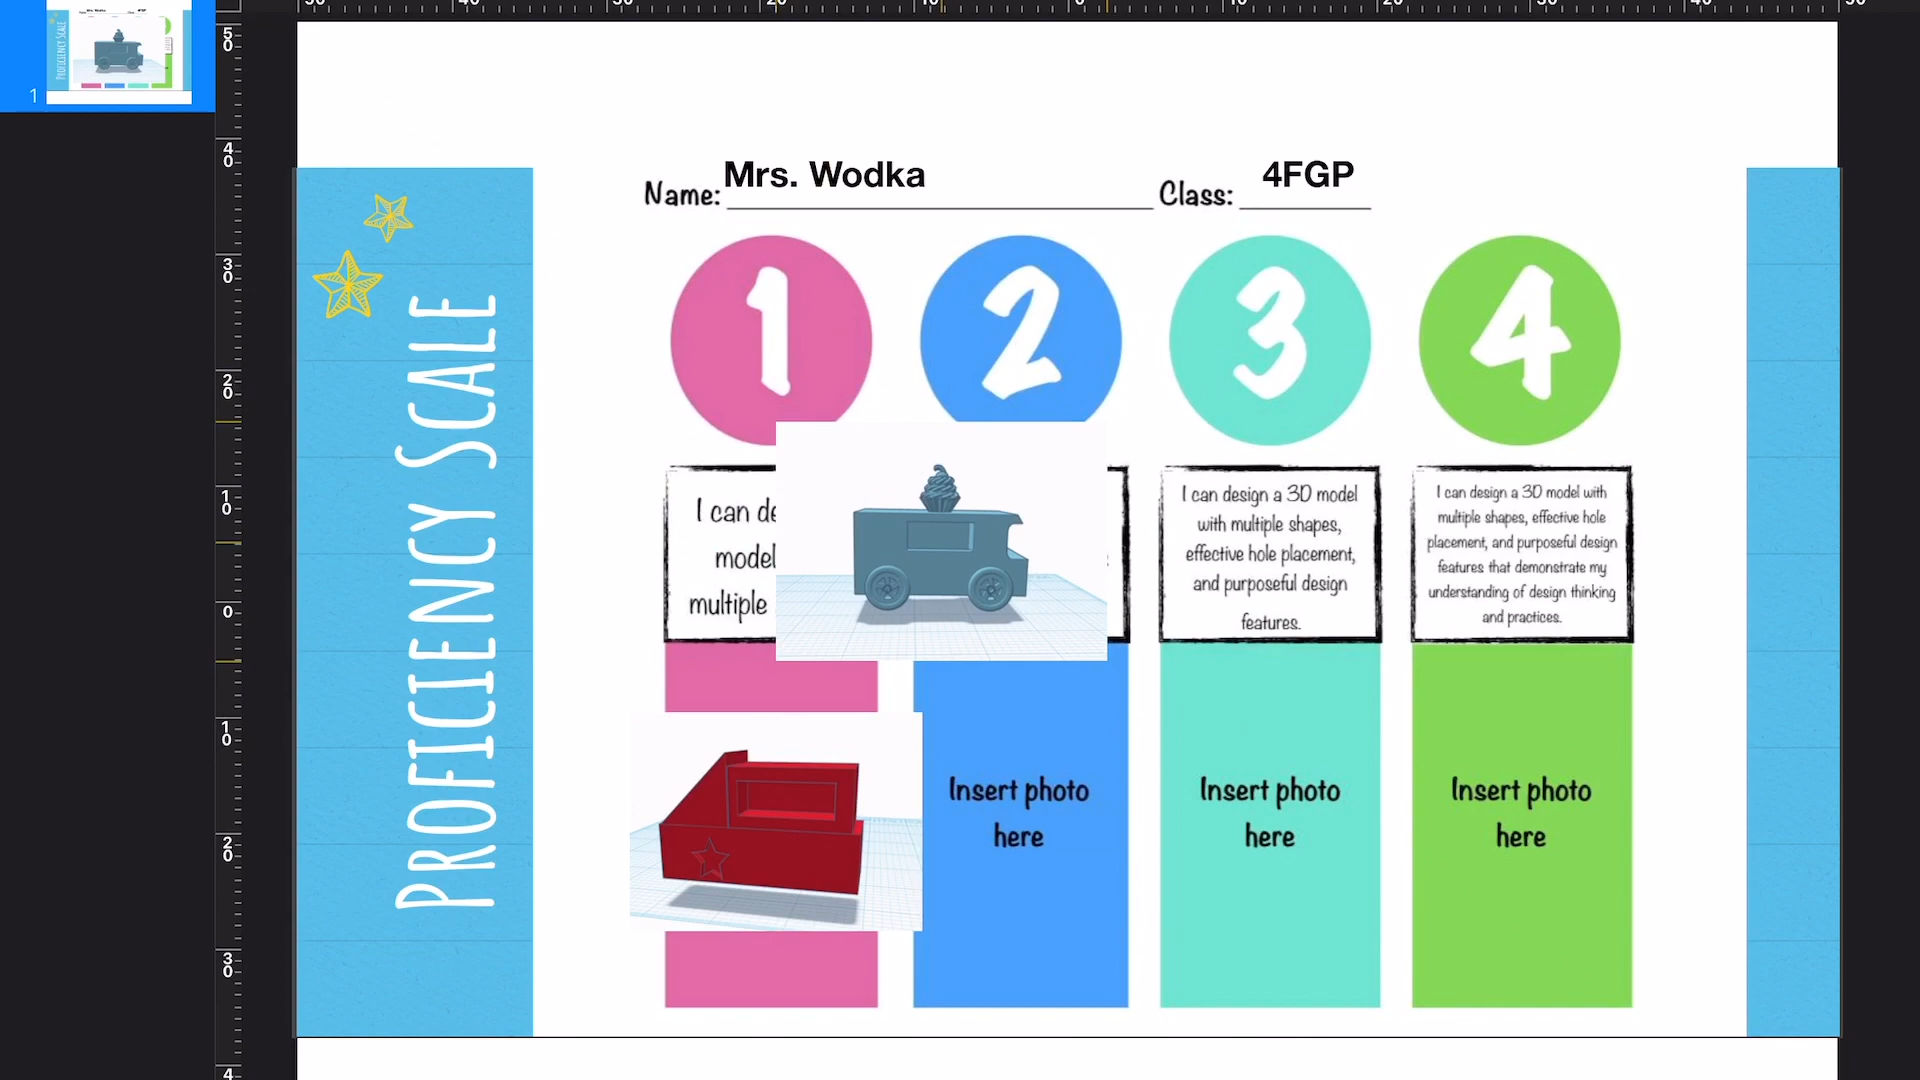 1
Mrs. Wodka
4FGP
Name:
Class:
PROFICIENCY SCALE
1
2
3
4
I can
model
multiple
I can design a 3D model
with multiple shapes,
effective hole placement,
and purposeful design
features.
I can design a 3D model with
multiple shapes, effective hole
placement, and purposeful design
features that demonstrate my
understanding of design thinking
and practices.
Insert photo
here
Insert photo
here
Insert photo
here